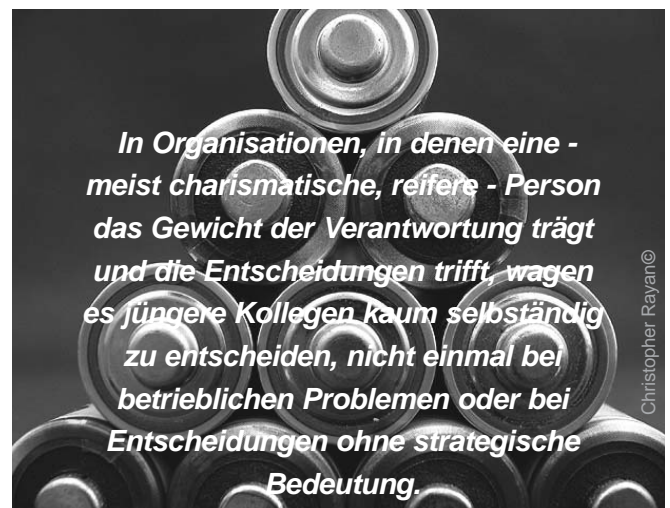 In Organisationen, in denen eine -
meist charismatische, reifere - Person
das Gewicht der Verantwortung trägt
und die Entscheidungen trifft, wagen
es jüngere Kollegen kaum selbständig
zu entscheiden, nicht einmal bei
betrieblichen Problemen oder bei
Entscheidungen ohne strategische
Bedeutung.
Christopher Rayan©